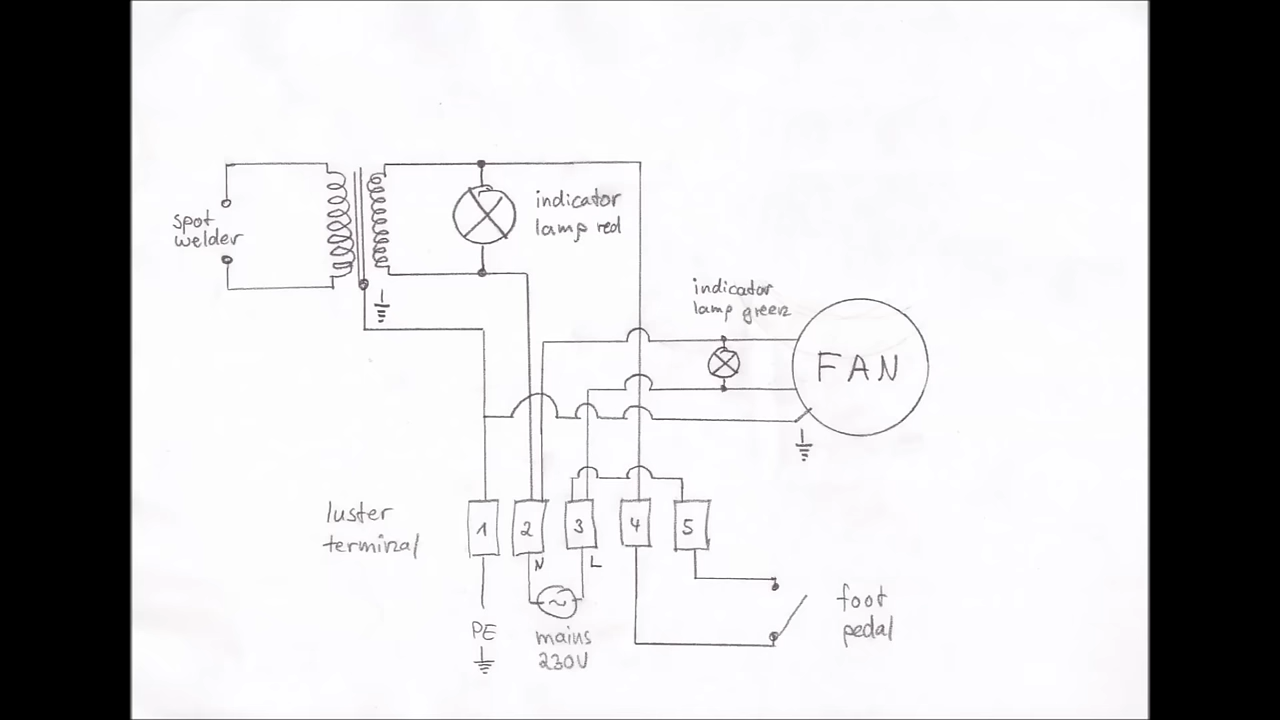 spot
welder
indicator
lamp red
indicator
lamp green
FAN
luster
terminal
1
2
3
4
5
N
L
PE
mains
230V
foot
pedal